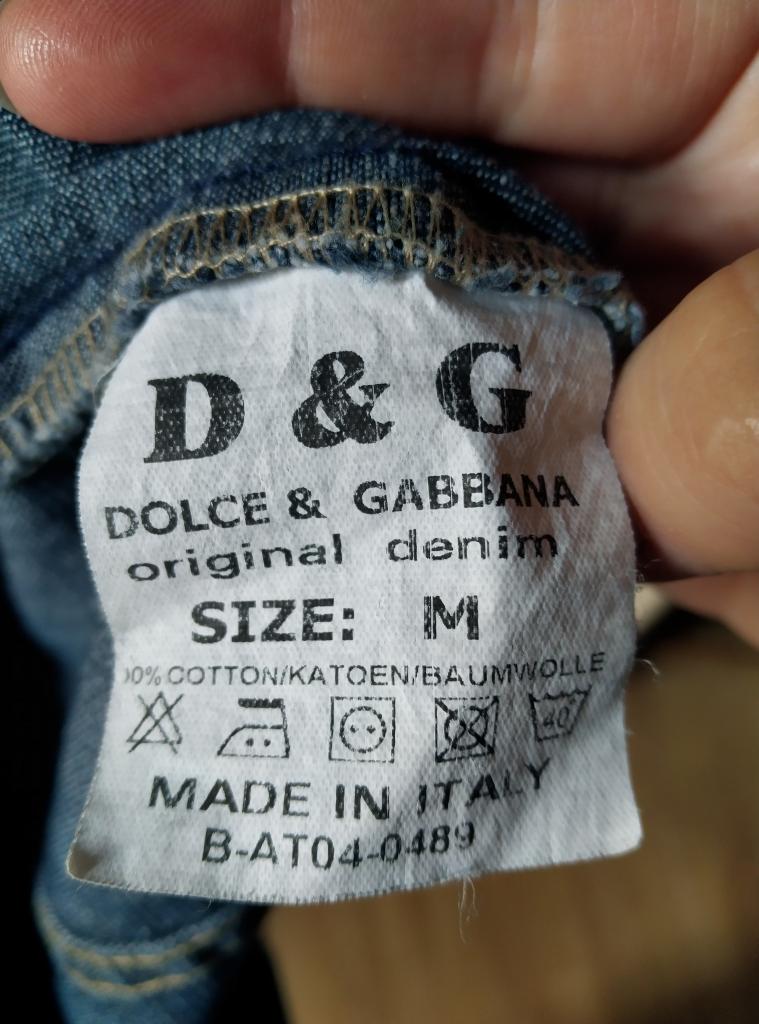 D & G
DOLCE & GABBANA
original denim
SIZE: M
00% COTTON/KATOEN/BAUMWOLLE
40°
MADE IN ITALY
B-AT04-0489